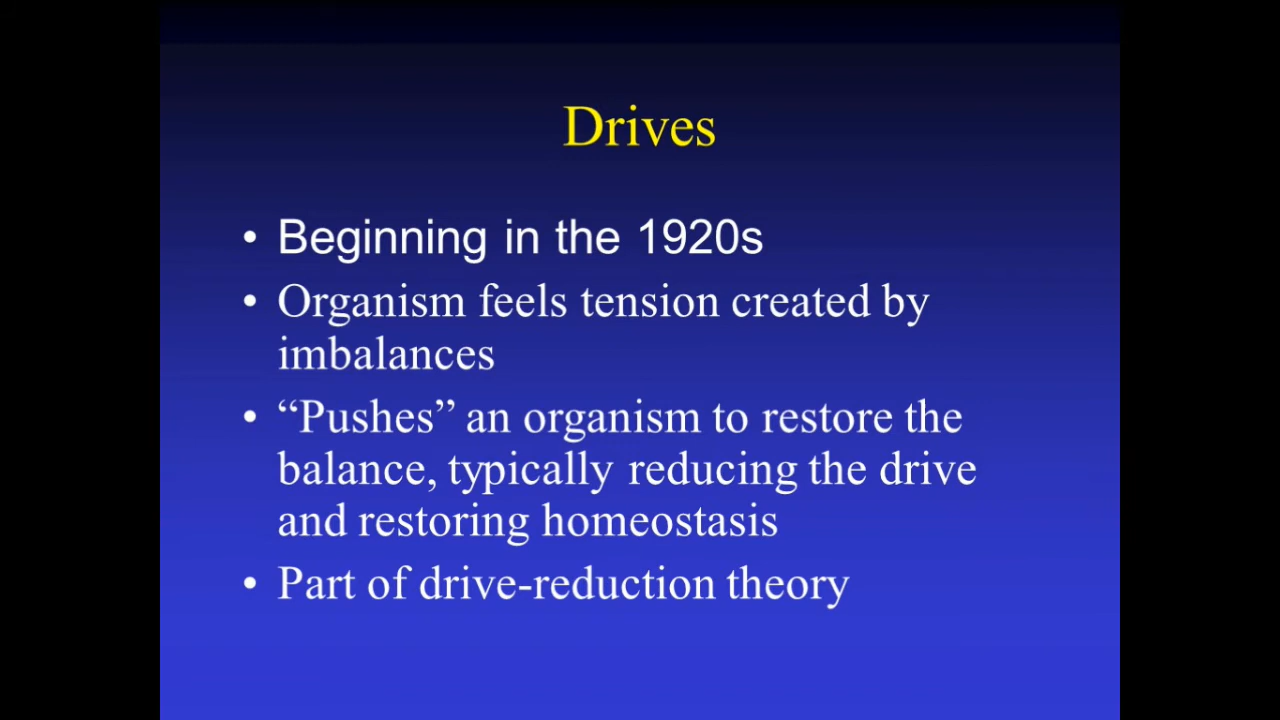 Drives
• Beginning in the 1920s
• Organism feels tension created by
imbalances
• “Pushes” an organism to restore the
balance, typically reducing the drive
and restoring homeostasis
• Part of drive-reduction theory